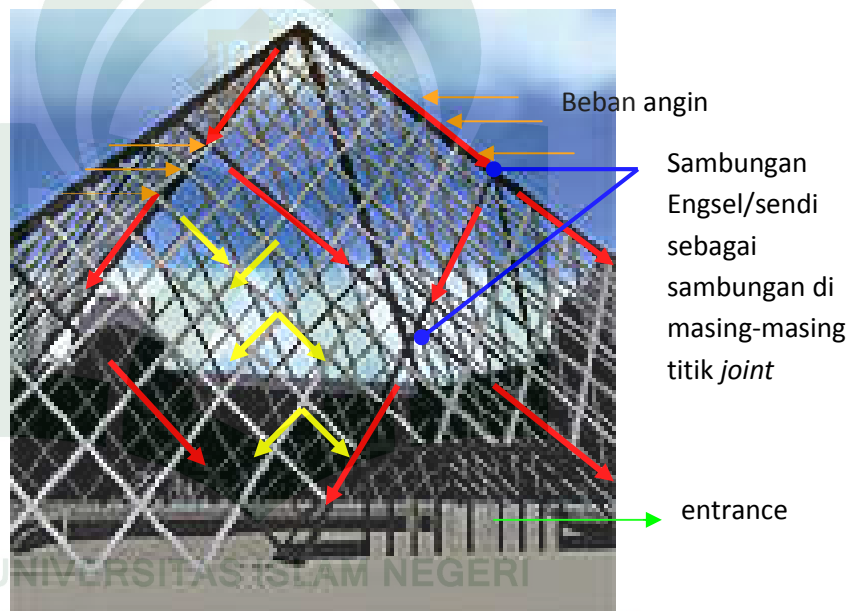 Beban angin
Sambungan
Engsel/sendi
sebagai
sambungan di
masing-masing
titik joint
entrance
UNIVERSITAS ISLAM NEGERI